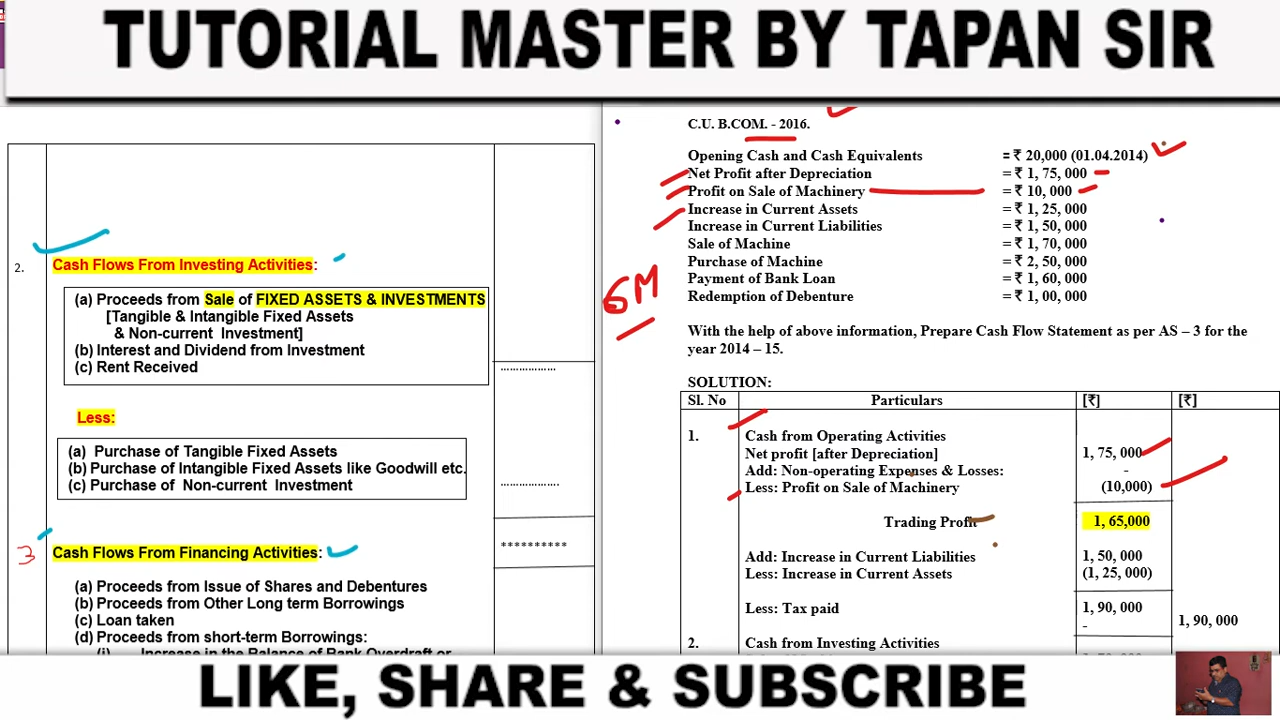 TUTORIAL MASTER BY TAPAN SIR
2.
Cash Flows From Investing Activities:
(a) Proceeds from Sale of FIXED ASSETS & INVESTMENTS
[Tangible & Intangible Fixed Assets
& Non-current Investment]
(b) Interest and Dividend from Investment
(c) Rent Received
………………
Less:
(a) Purchase of Tangible Fixed Assets
(b) Purchase of Intangible Fixed Assets like Goodwill etc.
(c) Purchase of Non-current Investment
……………….
3
Cash Flows From Financing Activities:
**********
(a) Proceeds from Issue of Shares and Debentures
(b) Proceeds from Other Long term Borrowings
(c) Loan taken
(d) Proceeds from short-term Borrowings:
(i) Increase in the Balance of Bank Overdraft or
C.U. B.COM. - 2016.
Opening Cash and Cash Equivalents = ₹ 20,000 (01.04.2014)
Net Profit after Depreciation = ₹ 1, 75, 000
Profit on Sale of Machinery = ₹ 10, 000
Increase in Current Assets = ₹ 1, 25, 000
Increase in Current Liabilities = ₹ 1, 50, 000
Sale of Machine = ₹ 1, 70, 000
Purchase of Machine = ₹ 2, 50, 000
Payment of Bank Loan = ₹ 1, 60, 000
Redemption of Debenture = ₹ 1, 00, 000
6M
With the help of above information, Prepare Cash Flow Statement as per AS – 3 for the
year 2014 – 15.
SOLUTION:
Sl. No Particulars [₹] [₹]
1. Cash from Operating Activities
Net profit [after Depreciation] 1, 75, 000
Add: Non-operating Expenses & Losses: -
Less: Profit on Sale of Machinery (10,000)
Trading Profit 1, 65,000
Add: Increase in Current Liabilities 1, 50, 000
Less: Increase in Current Assets (1, 25, 000)
1, 90, 000
Less: Tax paid - 1, 90, 000
2. Cash from Investing Activities
LIKE, SHARE & SUBSCRIBE